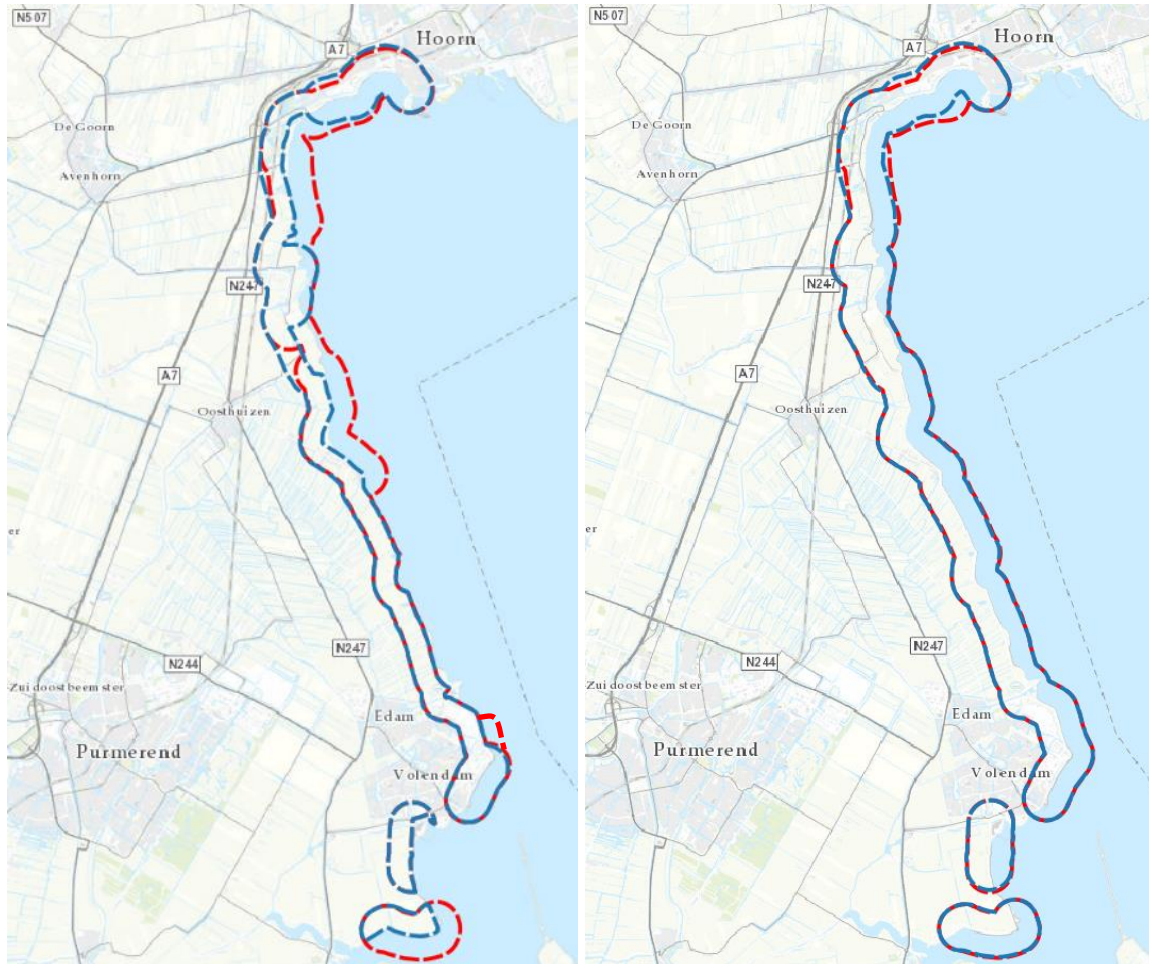 N507
A7
Hoorn
De Goorn
Avenhorn
N247
A7
Oosthuizen
ter
N244
N247
Zuidoostbeemster
Edam
Purmerend
Volendam
N507
A7
Hoorn
De Goorn
Avenhorn
N247
A7
Oosthuizen
er
N244
N247
Zuidoostbeemster
Edam
Purmerend
Volendam